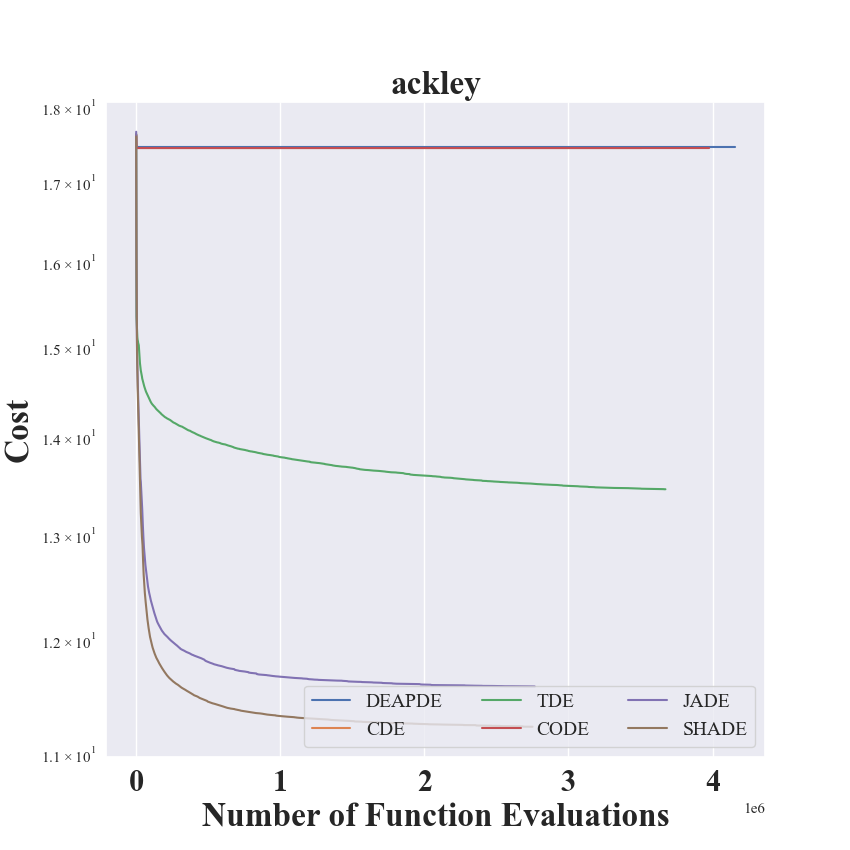 ackley
1.8 × 10¹
1.7 × 10¹
1.6 × 10¹
1.5 × 10¹
1.4 × 10¹
1.3 × 10¹
1.2 × 10¹
1.1 × 10¹
Cost
DEAPDE TDE JADE
CDE CODE SHADE
0 1 2 3 4
1e6
Number of Function Evaluations